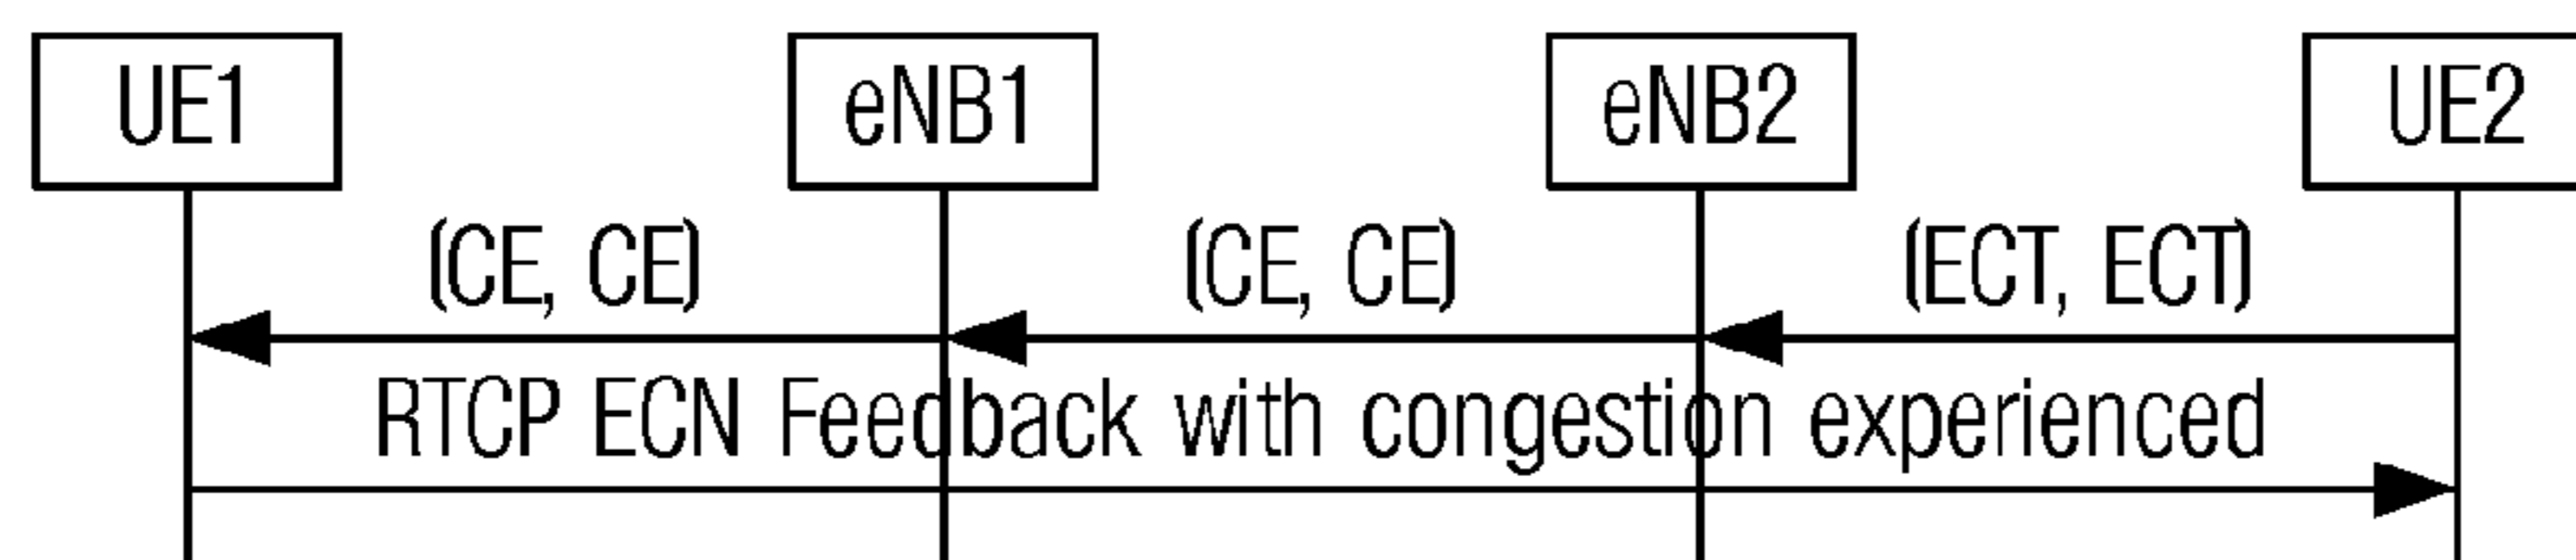 UE1 eNB1 eNB2 UE2
(CE, CE) (CE, CE) (ECT, ECT)
RTCP ECN Feedback with congestion experienced